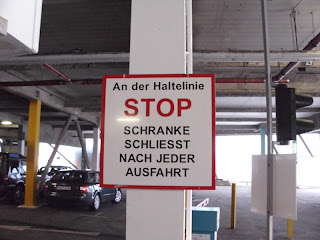 An der Haltelinie
STOP
SCHRANKE
SCHLIESST
NACH JEDER
AUSFAHRT